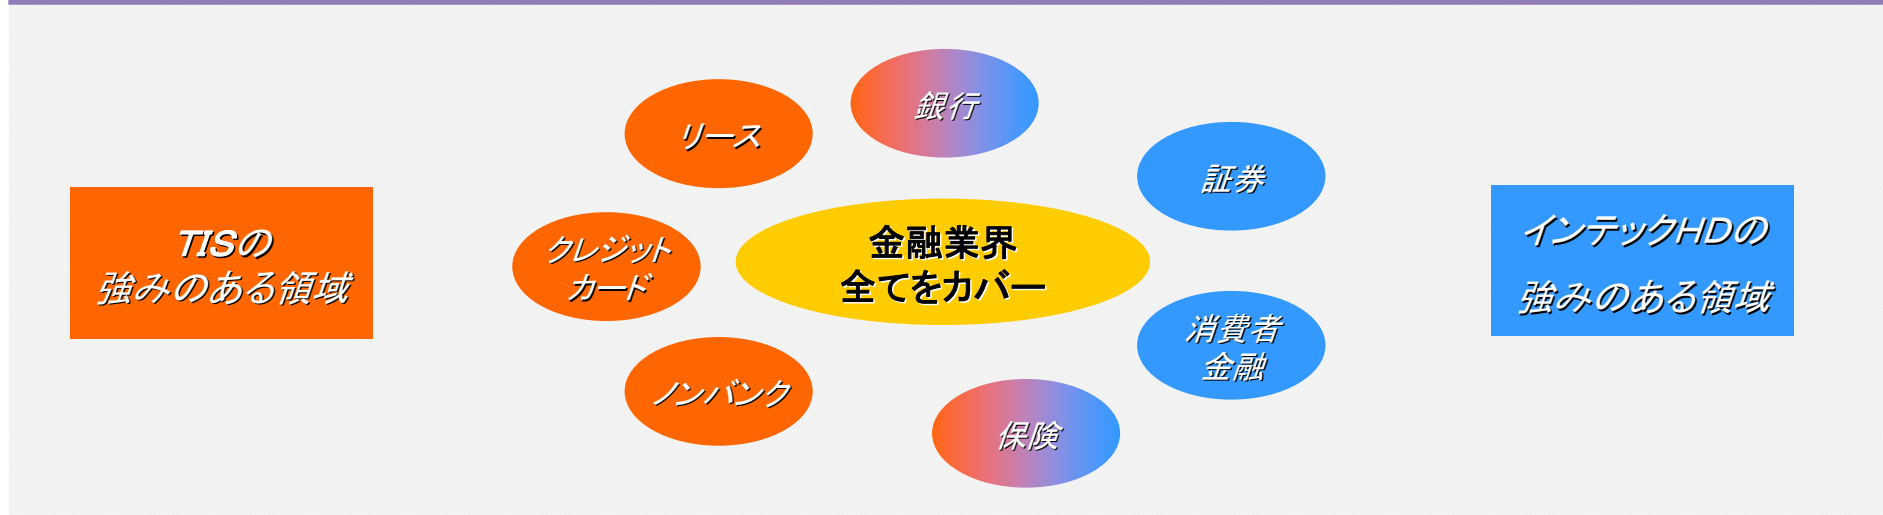 銀行
リース
証券
TISの
強みのある領域
クレジット
カード
金融業界
全てをカバー
インテックHDの
強みのある領域
消費者
金融
ノンバンク
保険